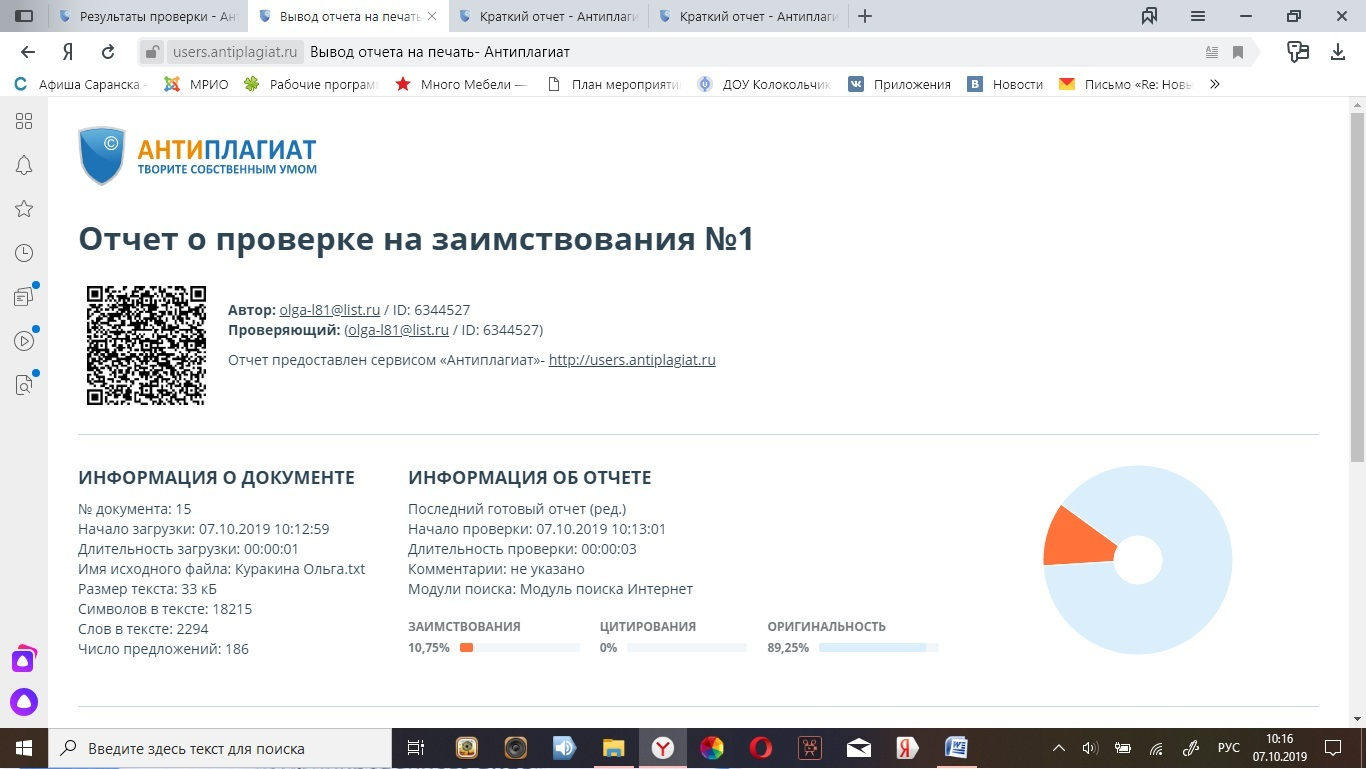 Результаты проверки - Ан
Вывод отчета на печать
Краткий отчет - Антиплаги
Краткий отчет - Антиплаги
users.antiplagiat.ru Вывод отчета на печать- Антиплагиат
Афиша Саранска -
МРИО
Рабочие програм
Много Мебели —
План мероприяти
ДОУ Колокольчик
Приложения
Новости
Письмо «Re: Новы
©
АНТИПЛАГИАТ
ТВОРИТЕ СОБСТВЕННЫМ УМОМ
Отчет о проверке на заимствования №1
Автор: olga-l81@list.ru / ID: 6344527
Проверяющий: (olga-l81@list.ru / ID: 6344527)
Отчет предоставлен сервисом «Антиплагиат»- http://users.antiplagiat.ru
ИНФОРМАЦИЯ О ДОКУМЕНТЕ
№ документа: 15
Начало загрузки: 07.10.2019 10:12:59
Длительность загрузки: 00:00:01
Имя исходного файла: Куракина Ольга.txt
Размер текста: 33 кБ
Символов в тексте: 18215
Слов в тексте: 2294
Число предложений: 186
ИНФОРМАЦИЯ ОБ ОТЧЕТЕ
Последний готовый отчет (ред.)
Начало проверки: 07.10.2019 10:13:01
Длительность проверки: 00:00:03
Комментарии: не указано
Модули поиска: Модуль поиска Интернет
ЗАИМСТВОВАНИЯ
10,75%
ЦИТИРОВАНИЯ
0%
ОРИГИНАЛЬНОСТЬ
89,25%
Введите здесь текст для поиска
РУС
10:16
07.10.2019